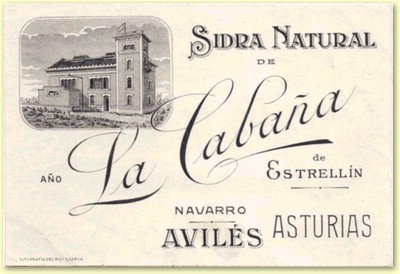 SIDRA NATURAL
DE
La Cabaña
AÑO
de
ESTRELLÍN
NAVARRO
AVILÉS ASTURIAS